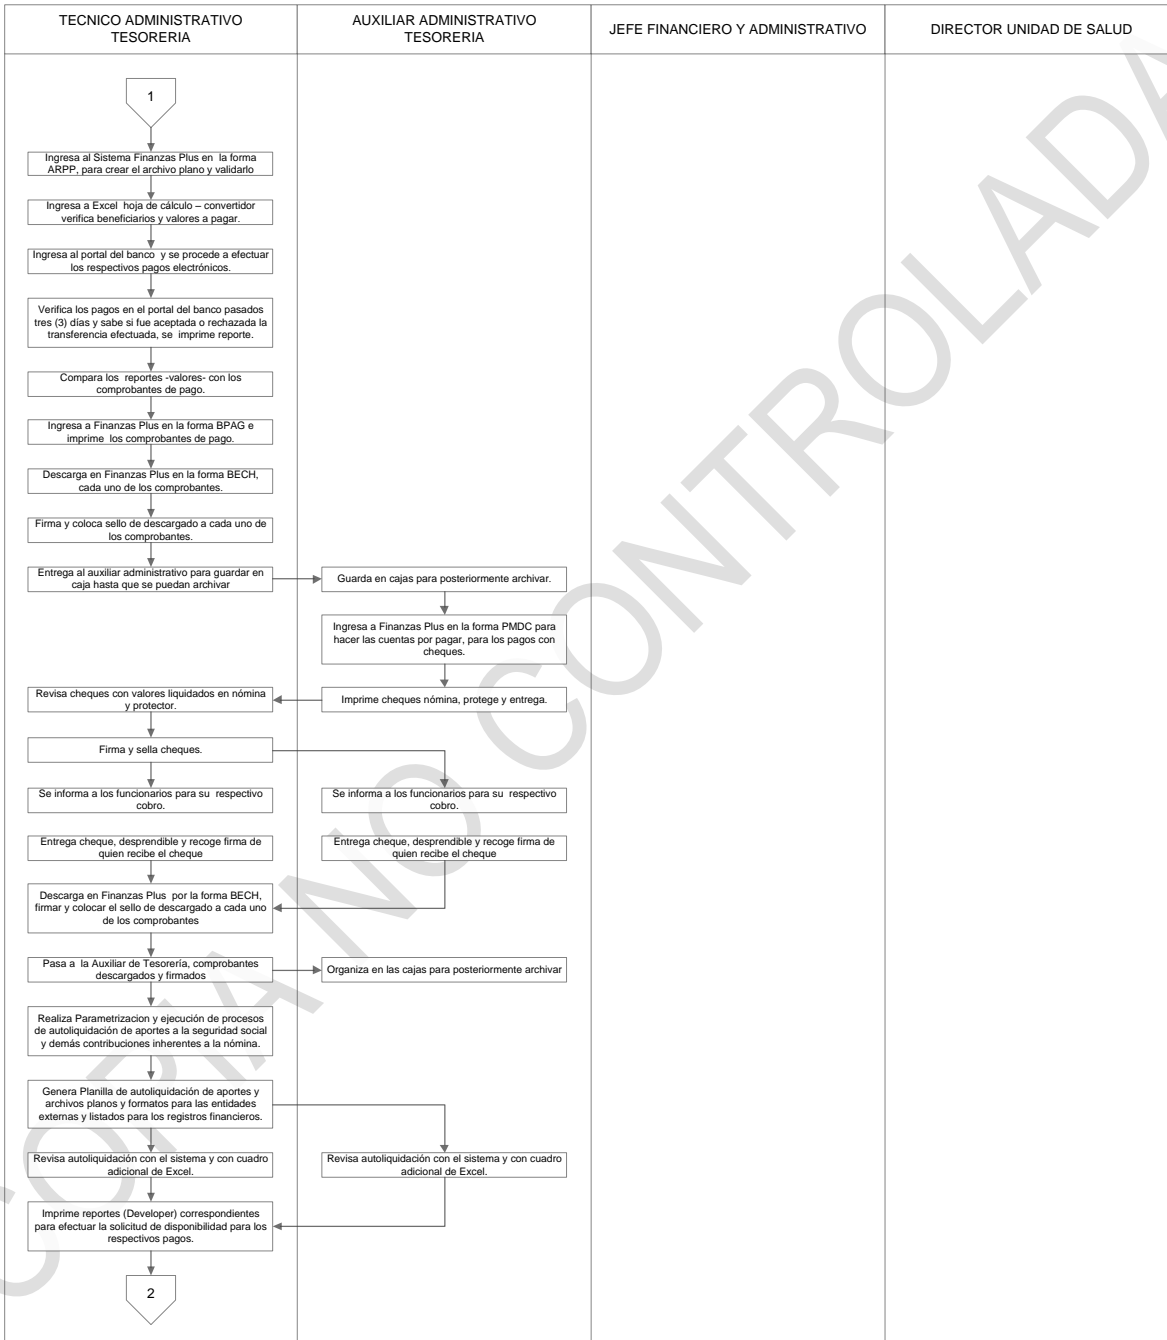 TECNICO ADMINISTRATIVO
TESORERIA
AUXILIAR ADMINISTRATIVO
TESORERIA
JEFE FINANCIERO Y ADMINISTRATIVO
DIRECTOR UNIDAD DE SALUD
1
Ingresa al Sistema Finanzas Plus en la forma
ARPP, para crear el archivo plano y validarlo
Ingresa a Excel hoja de cálculo – convertidor
verifica beneficiarios y valores a pagar.
Ingresa al portal del banco y se procede a efectuar
los respectivos pagos electrónicos.
Verifica los pagos en el portal del banco pasados
tres (3) días y sabe si fue aceptada o rechazada la
transferencia efectuada, se imprime reporte.
Compara los reportes -valores- con los
comprobantes de pago.
Ingresa a Finanzas Plus en la forma BPAG e
imprime los comprobantes de pago.
Descarga en Finanzas Plus en la forma BECH,
cada uno de los comprobantes.
Firma y coloca sello de descargado a cada uno de
los comprobantes.
Entrega al auxiliar administrativo para guardar en
caja hasta que se puedan archivar
Guarda en cajas para posteriormente archivar.
Ingresa a Finanzas Plus en la forma PMDC para
hacer las cuentas por pagar, para los pagos con
cheques.
Revisa cheques con valores liquidados en nómina
y protector.
Imprime cheques nómina, protege y entrega.
Firma y sella cheques.
Se informa a los funcionarios para su respectivo
cobro.
Se informa a los funcionarios para su respectivo
cobro.
Entrega cheque, desprendible y recoge firma de
quien recibe el cheque
Entrega cheque, desprendible y recoge firma de
quien recibe el cheque
Descarga en Finanzas Plus por la forma BECH,
firmar y colocar el sello de descargado a cada uno
de los comprobantes
Pasa a la Auxiliar de Tesorería, comprobantes
descargados y firmados
Organiza en las cajas para posteriormente archivar
Realiza Parametrizacion y ejecución de procesos
de autoliquidación de aportes a la seguridad social
y demás contribuciones inherentes a la nómina.
Genera Planilla de autoliquidación de aportes y
archivos planos y formatos para las entidades
externas y listados para los registros financieros.
Revisa autoliquidación con el sistema y con cuadro
adicional de Excel.
Revisa autoliquidación con el sistema y con cuadro
adicional de Excel.
Imprime reportes (Developer) correspondientes
para efectuar la solicitud de disponibilidad para los
respectivos pagos.
2
COPIA NO CONTROLADA